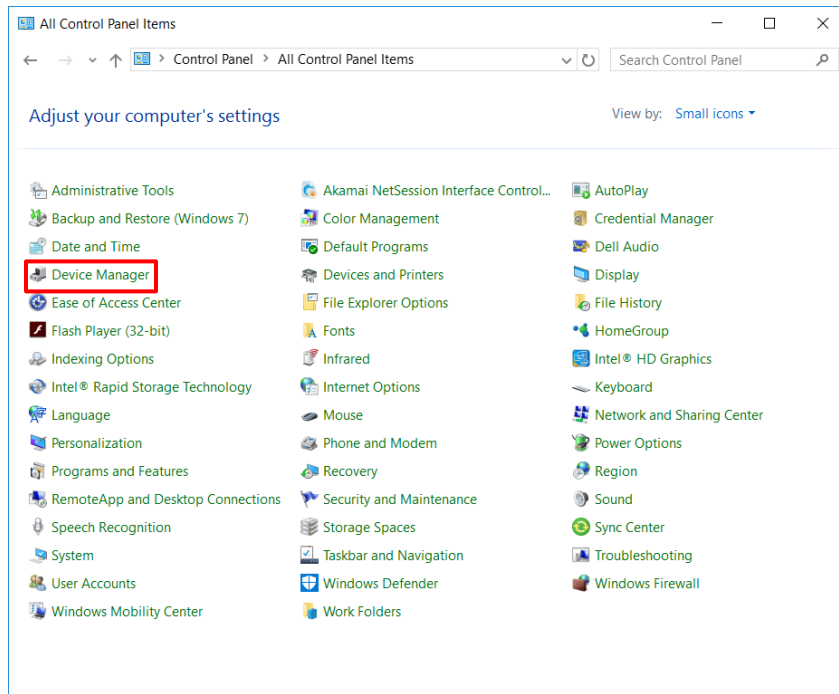 All Control Panel Items
Control Panel > All Control Panel Items Search Control Panel
Adjust your computer's settings View by: Small icons
Administrative Tools Akamai NetSession Interface Control... AutoPlay
Backup and Restore (Windows 7) Color Management Credential Manager
Date and Time Default Programs Dell Audio
Device Manager Devices and Printers Display
Ease of Access Center File Explorer Options File History
Flash Player (32-bit) Fonts HomeGroup
Indexing Options Infrared Intel® HD Graphics
Intel® Rapid Storage Technology Internet Options Keyboard
Language Mouse Network and Sharing Center
Personalization Phone and Modem Power Options
Programs and Features Recovery Region
RemoteApp and Desktop Connections Security and Maintenance Sound
Speech Recognition Storage Spaces Sync Center
System Taskbar and Navigation Troubleshooting
User Accounts Windows Defender Windows Firewall
Windows Mobility Center Work Folders